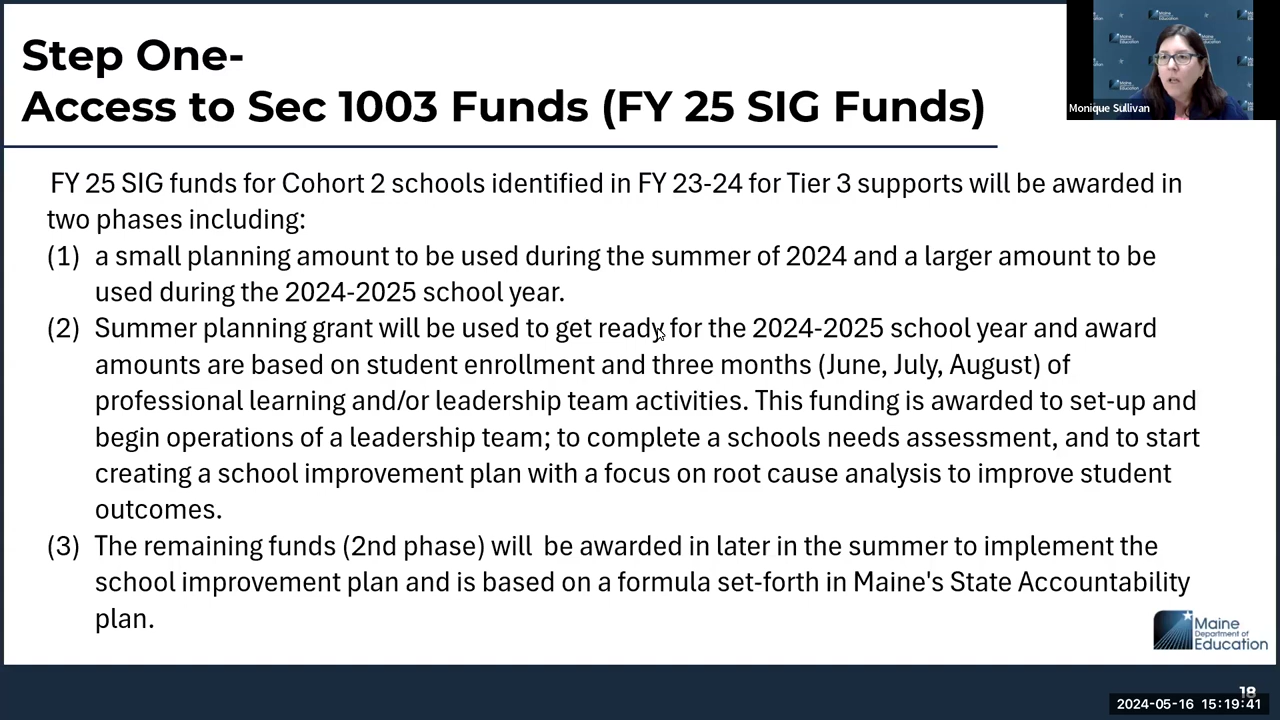 Step One-
Access to Sec 1003 Funds (FY 25 SIG Funds)
Monique Sullivan
FY 25 SIG funds for Cohort 2 schools identified in FY 23-24 for Tier 3 supports will be awarded in
two phases including:
(1) a small planning amount to be used during the summer of 2024 and a larger amount to be
used during the 2024-2025 school year.
(2) Summer planning grant will be used to get ready for the 2024-2025 school year and award
amounts are based on student enrollment and three months (June, July, August) of
professional learning and/or leadership team activities. This funding is awarded to set-up and
begin operations of a leadership team; to complete a schools needs assessment, and to start
creating a school improvement plan with a focus on root cause analysis to improve student
outcomes.
(3) The remaining funds (2nd phase) will  be awarded in later in the summer to implement the
school improvement plan and is based on a formula set-forth in Maine's State Accountability
plan.
Maine
Department of
Education
18
2024-05-16 15:19:41